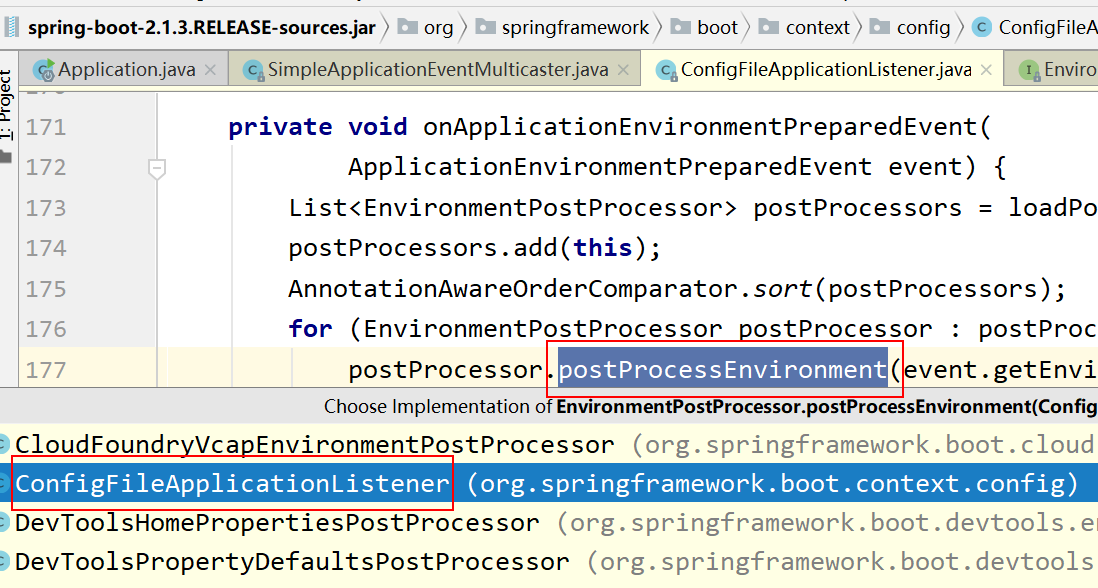 spring-boot-2.1.3.RELEASE-sources.jar org springframework boot context config ConfigFileA
Application.java SimpleApplicationEventMulticaster.java ConfigFileApplicationListener.java Enviro
1: Project
171 private void onApplicationEnvironmentPreparedEvent(
172 ApplicationEnvironmentPreparedEvent event) {
173 List<EnvironmentPostProcessor> postProcessors = loadPo
174 postProcessors.add(this);
175 AnnotationAwareOrderComparator.sort(postProcessors);
176 for (EnvironmentPostProcessor postProcessor : postProc
177 postProcessor.postProcessEnvironment(event.getEnvi
Choose Implementation of EnvironmentPostProcessor.postProcessEnvironment(Config
CloudFoundryVcapEnvironmentPostProcessor (org.springframework.boot.cloud
ConfigFileApplicationListener (org.springframework.boot.context.config)
DevToolsHomePropertiesPostProcessor (org.springframework.boot.devtools.en
DevToolsPropertyDefaultsPostProcessor (org.springframework.boot.devtools